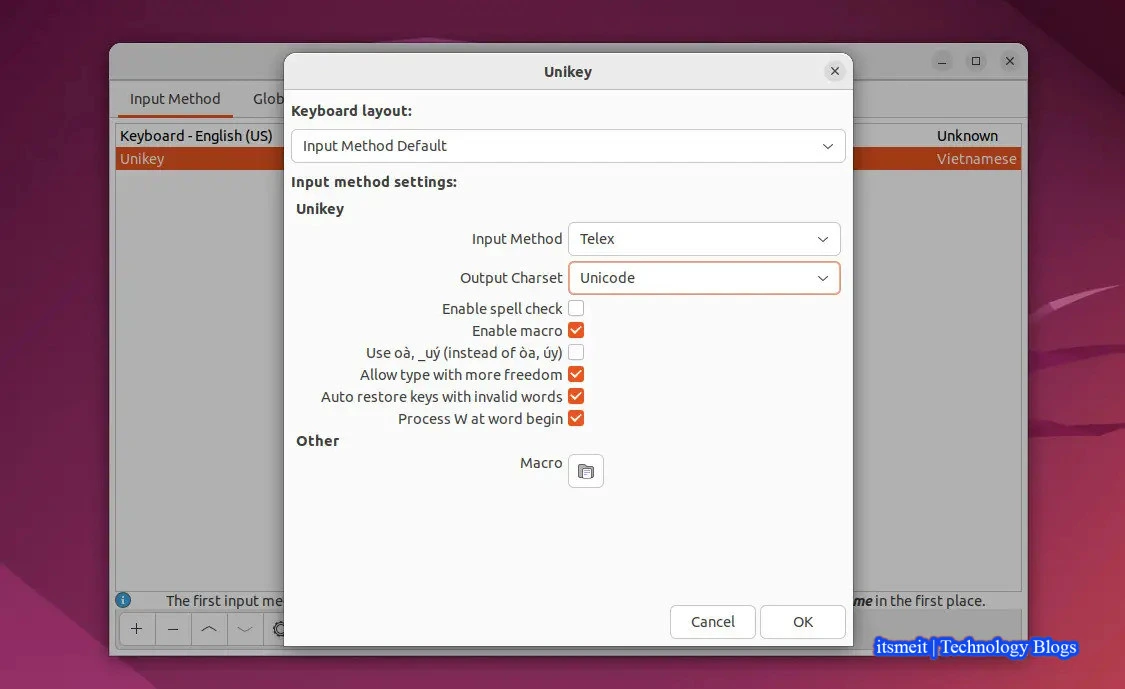 Unikey
Input Method Glob
Keyboard layout:
Keyboard - English (US) Unknown
Input Method Default
Unikey Vietnamese
Input method settings:
Unikey
Input Method Telex
Output Charset Unicode
Enable spell check
Enable macro
Use oà, _uý (instead of òa, úy)
Allow type with more freedom
Auto restore keys with invalid words
Process W at word begin
Other
Macro
The first input me me in the first place.
Cancel OK
itsmeit | Technology Blogs